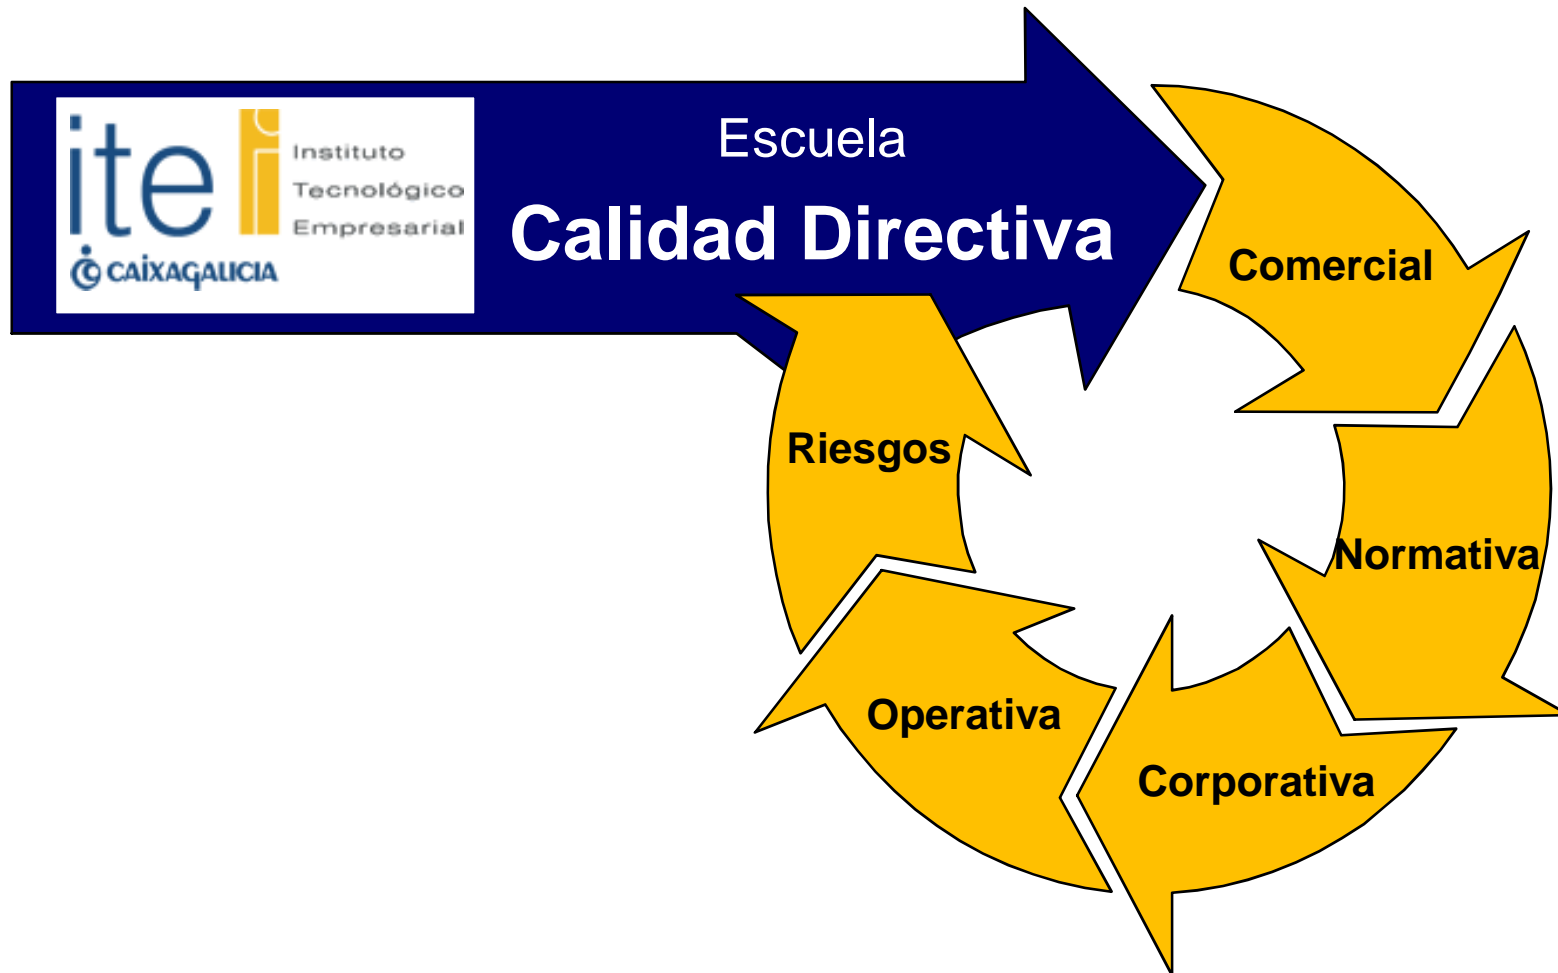 ite
Instituto
Tecnológico
Empresarial
CAIXAGALICIA
Escuela
Calidad Directiva
Comercial
Normativa
Corporativa
Operativa
Riesgos